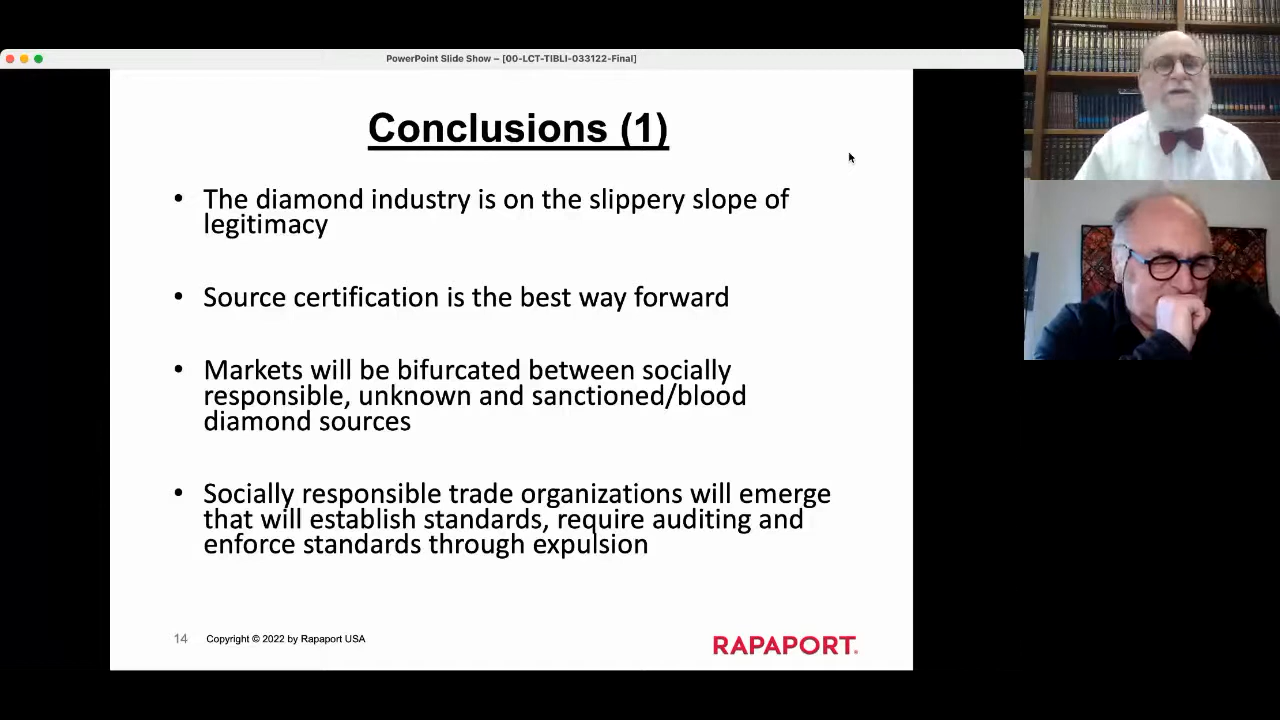 PowerPoint Slide Show – [00-LCT-TIBLI-033122-Final]
Conclusions (1)
• The diamond industry is on the slippery slope of
legitimacy
• Source certification is the best way forward
• Markets will be bifurcated between socially
responsible, unknown and sanctioned/blood
diamond sources
• Socially responsible trade organizations will emerge
that will establish standards, require auditing and
enforce standards through expulsion
14 Copyright © 2022 by Rapaport USA
RAPAPORT®